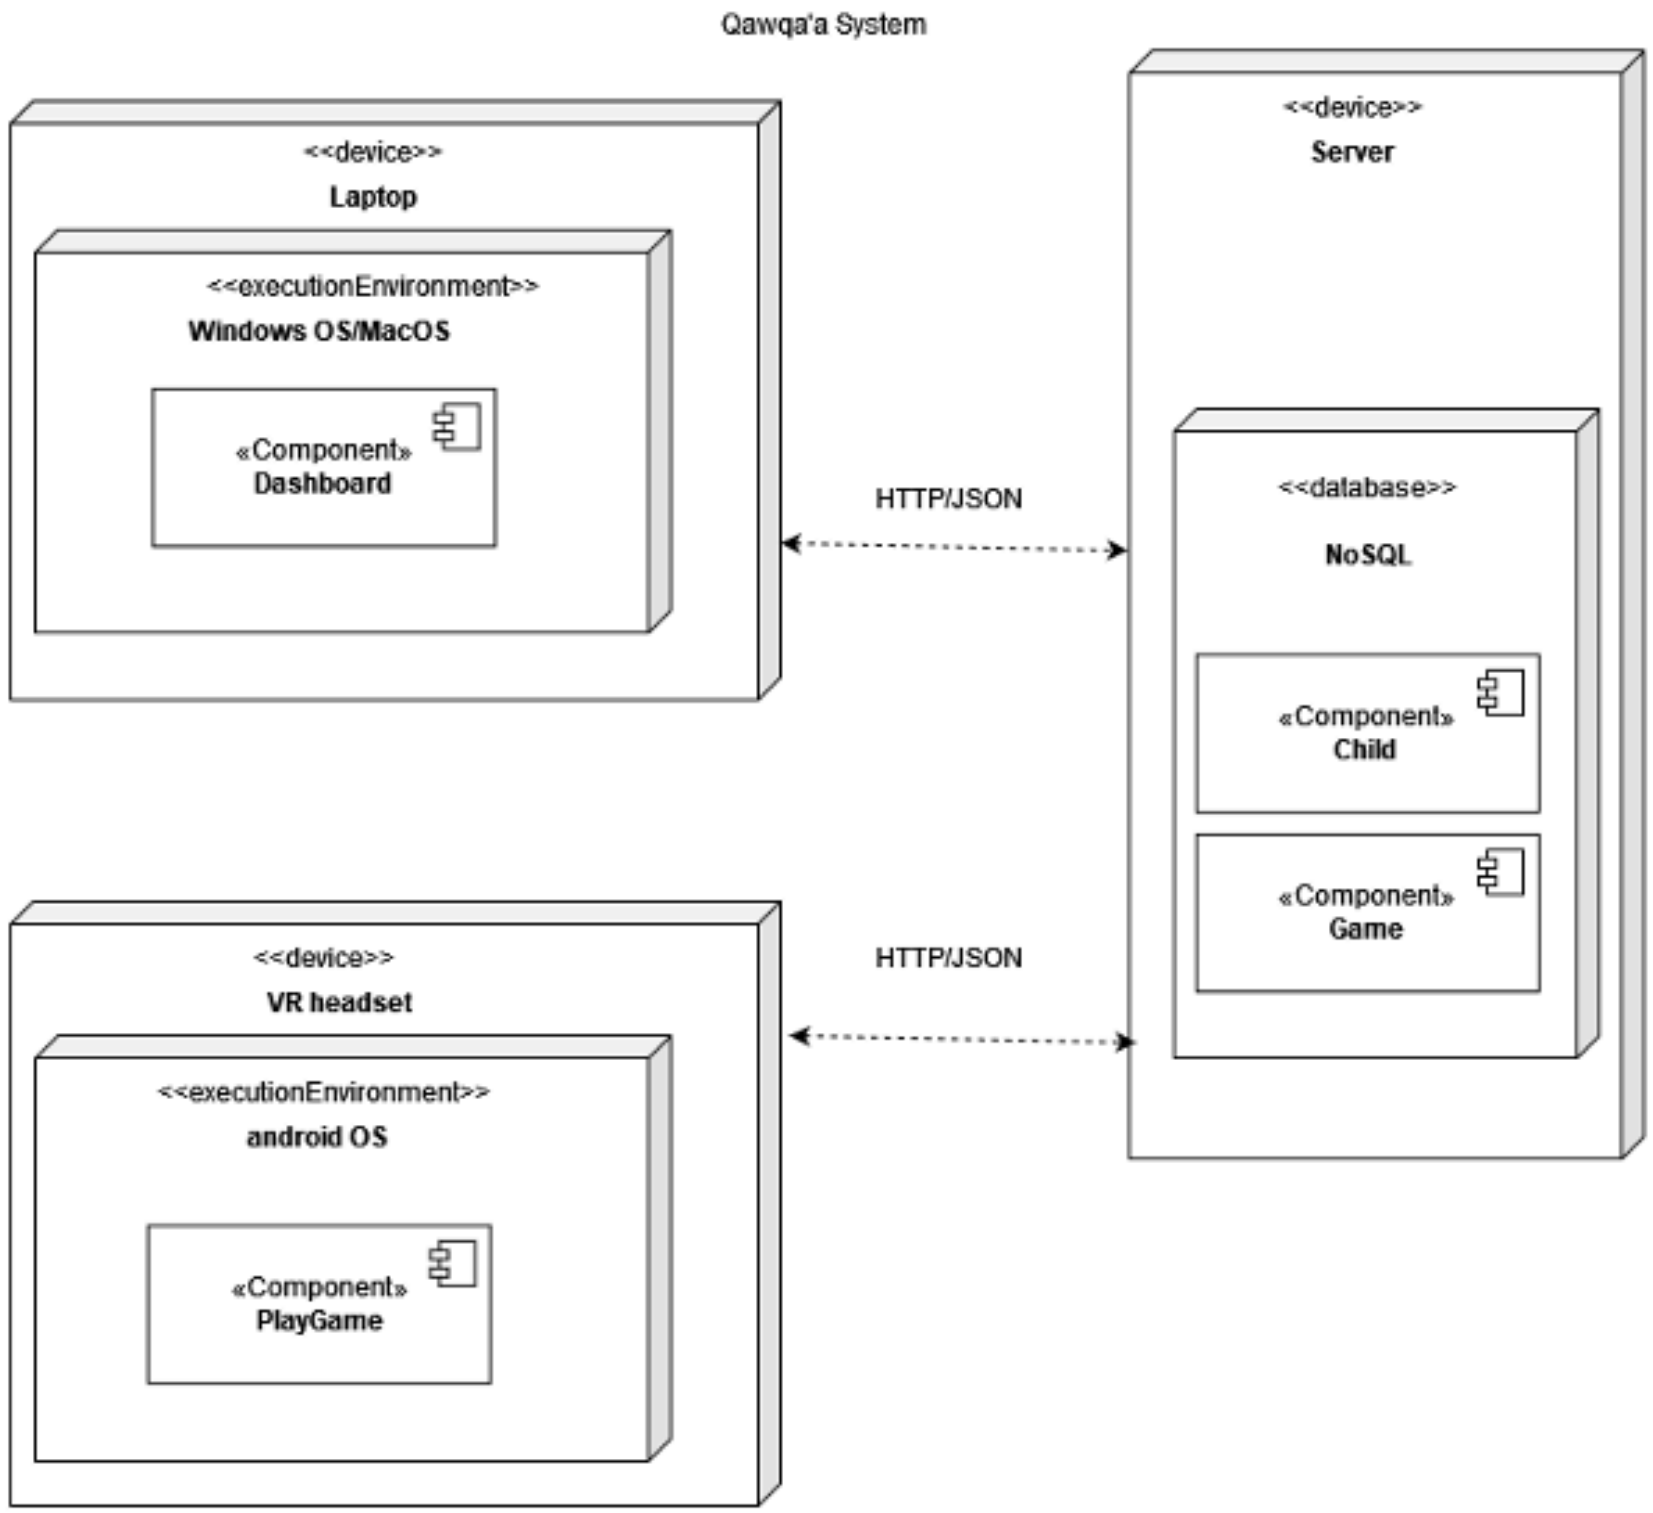 Qawqa'a System
<<device>>
Laptop
<<executionEnvironment>>
Windows OS/MacOS
«Component»
Dashboard
HTTP/JSON
<<device>>
Server
<<database>>
NoSQL
«Component»
Child
«Component»
Game
<<device>>
VR headset
<<executionEnvironment>>
android OS
«Component»
PlayGame
HTTP/JSON